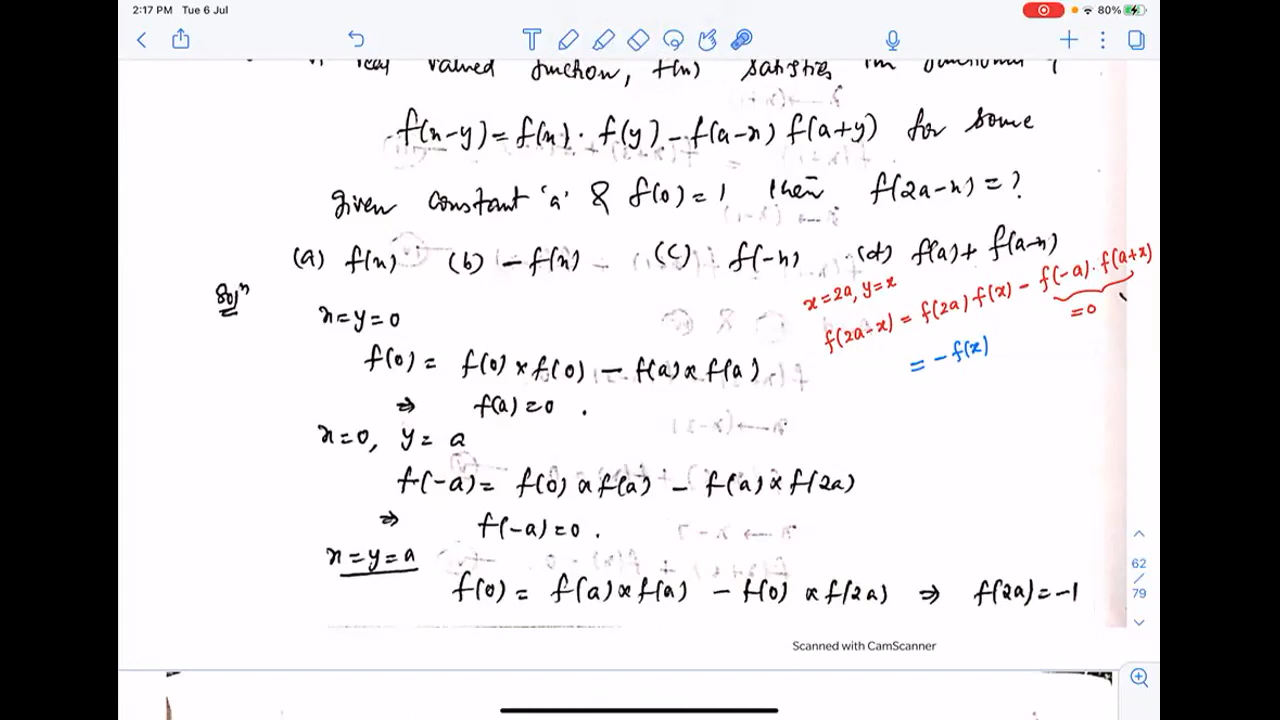 2:17 PM Tue 6 Jul
80%
real valued function, f(x) satisfies
f(x-y) = f(x) · f(y) - f(a-x) f(a+y) for some
given constant 'a' & f(0)=1 then f(2a-x)=?
(a) f(x) (b) -f(x) (c) f(-x) (d) f(a)+ f(a-x)
Solⁿ
x=y=0
f(0) = f(0) × f(0) - f(a) × f(a)
⇒ f(a)=0 .
x=0, y= a
f(-a)= f(0) × f(a) - f(a) × f(2a)
⇒ f(-a)=0 .
x=y=a
f(0) = f(a) × f(a) - f(0) × f(2a) ⇒ f(2a)=-1
x=2a, y=x
f(2a-x) = f(2a) f(x) - f(-a). f(a+x)
=0
= -f(x)
62
/
79
Scanned with CamScanner